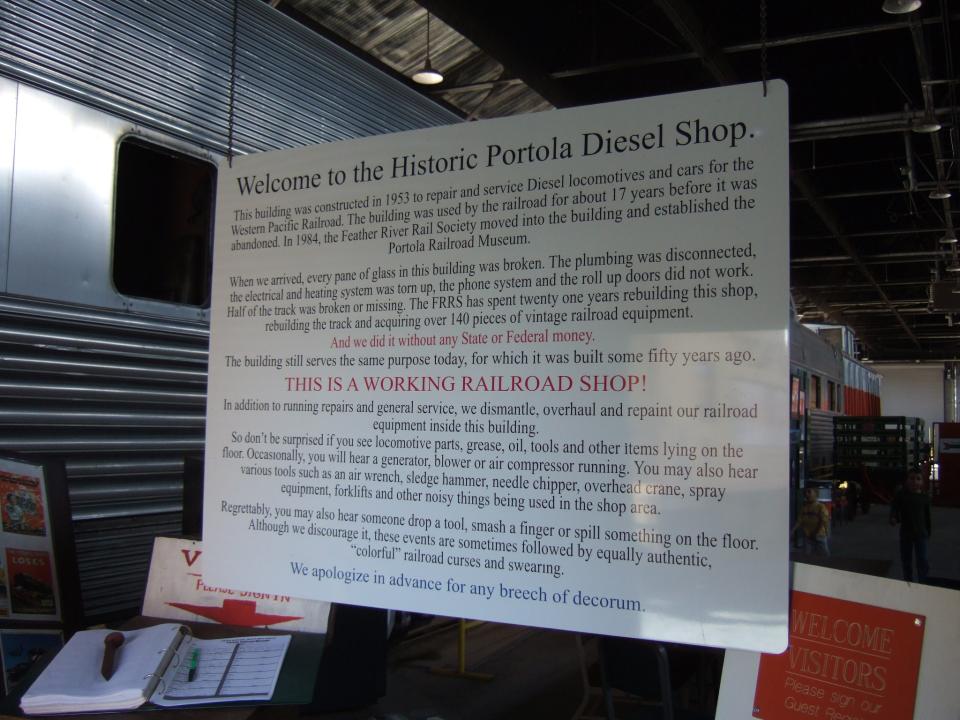 Welcome to the Historic Portola Diesel Shop.
This building was constructed in 1953 to repair and service Diesel locomotives and cars for the
Western Pacific Railroad. The building was used by the railroad for about 17 years before it was
abandoned. In 1984, the Feather River Rail Society moved into the building and established the
Portola Railroad Museum.
When we arrived, every pane of glass in this building was broken. The plumbing was disconnected,
the electrical and heating system was torn up, the phone system and the roll up doors did not work.
Half of the track was broken or missing. The FRRS has spent twenty one years rebuilding this shop,
rebuilding the track and acquiring over 140 pieces of vintage railroad equipment.
And we did it without any State or Federal money.
The building still serves the same purpose today, for which it was built some fifty years ago.
THIS IS A WORKING RAILROAD SHOP!
In addition to running repairs and general service, we dismantle, overhaul and repaint our railroad
equipment inside this building.
So don't be surprised if you see locomotive parts, grease, oil, tools and other items lying on the
floor. Occasionally, you will hear a generator, blower or air compressor running. You may also hear
various tools such as an air wrench, sledge hammer, needle chipper, overhead crane, spray
equipment, forklifts and other noisy things being used in the shop area.
Regrettably, you may also hear someone drop a tool, smash a finger or spill something on the floor.
Although we discourage it, these events are sometimes followed by equally authentic,
"colorful" railroad curses and swearing.
We apologize in advance for any breech of decorum.
V
PLEASE SIGN IN
LOSES
WELCOME
VISITORS
Please sign our
Guest